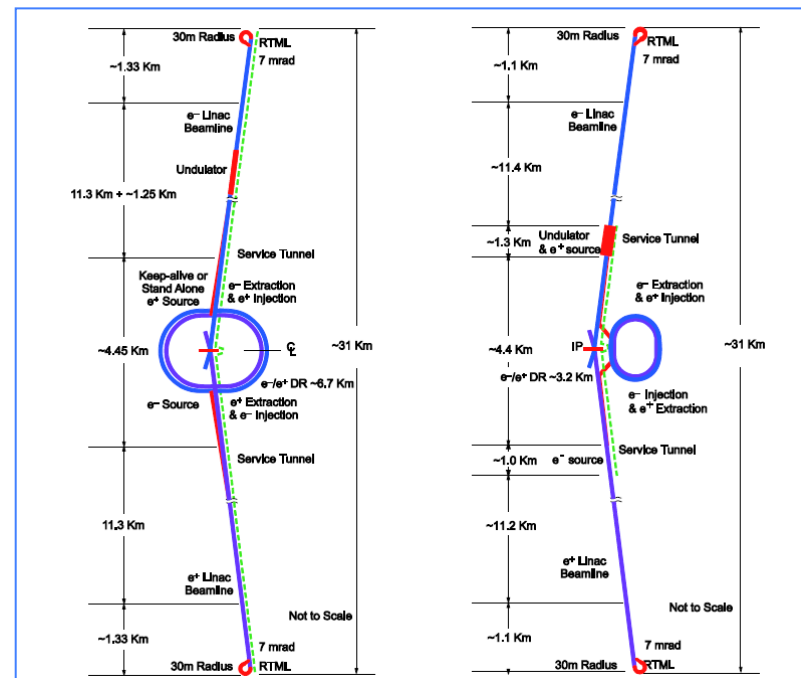 30m Radius
RTML
7 mrad
~1.33 Km
e– Linac
Beamline
Undulator
11.3 Km + ~1.25 Km
Service Tunnel
Keep-alive or
Stand Alone
e+ Source
e– Extraction
& e+ Injection
~4.45 Km
℄
~31 Km
e–/e+ DR ~6.7 Km
e– Source
e+ Extraction
& e– Injection
Service Tunnel
11.3 Km
e+ Linac
Beamline
Not to Scale
~1.33 Km
7 mrad
30m Radius
RTML
30m Radius
RTML
7 mrad
~1.1 Km
e– Linac
Beamline
~11.4 Km
Undulator
& e+ source
Service Tunnel
~1.3 Km
e– Extraction
& e+ Injection
~4.4 Km
IP
~31 Km
e–/e+ DR ~3.2 Km
e– Injection
& e+ Extraction
Service Tunnel
~1.0 Km
e– source
~11.2 Km
e+ Linac
Beamline
Not to Scale
~1.1 Km
7 mrad
30m Radius
RTML